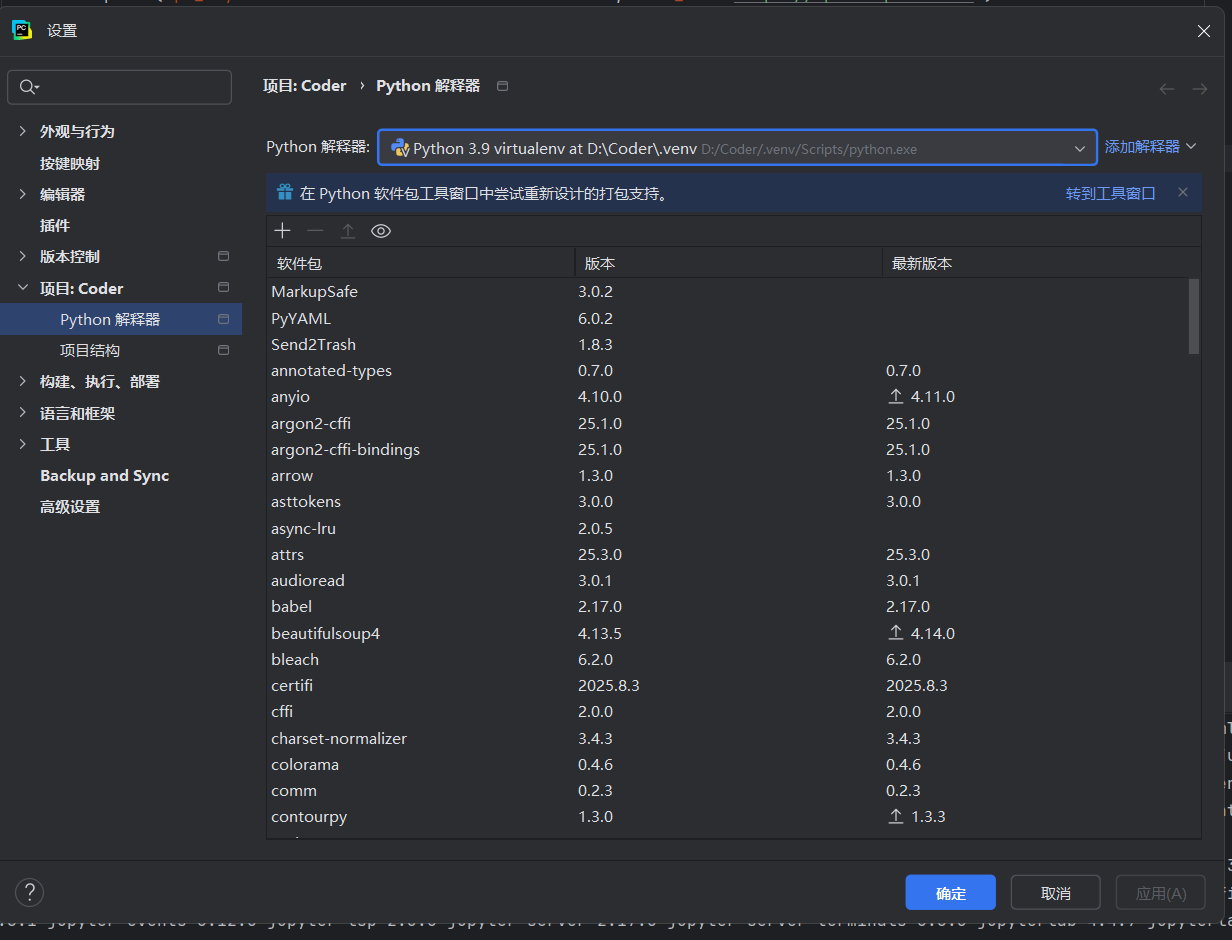 PC 设置
项目: Coder › Python 解释器
外观与行为
按键映射
编辑器
插件
版本控制
项目: Coder
Python 解释器
项目结构
构建、执行、部署
语言和框架
工具
Backup and Sync
高级设置
Python 解释器: Python 3.9 virtualenv at D:\Coder\.venv D:/Coder/.venv/Scripts/python.exe 添加解释器
在 Python 软件包工具窗口中尝试重新设计的打包支持。 转到工具窗口
软件包 版本 最新版本
MarkupSafe 3.0.2
PyYAML 6.0.2
Send2Trash 1.8.3
annotated-types 0.7.0 0.7.0
anyio 4.10.0 4.11.0
argon2-cffi 25.1.0 25.1.0
argon2-cffi-bindings 25.1.0 25.1.0
arrow 1.3.0 1.3.0
asttokens 3.0.0 3.0.0
async-lru 2.0.5
attrs 25.3.0 25.3.0
audioread 3.0.1 3.0.1
babel 2.17.0 2.17.0
beautifulsoup4 4.13.5 4.14.0
bleach 6.2.0 6.2.0
certifi 2025.8.3 2025.8.3
cffi 2.0.0 2.0.0
charset-normalizer 3.4.3 3.4.3
colorama 0.4.6 0.4.6
comm 0.2.3 0.2.3
contourpy 1.3.0 1.3.3
? 确定 取消 应用(A)